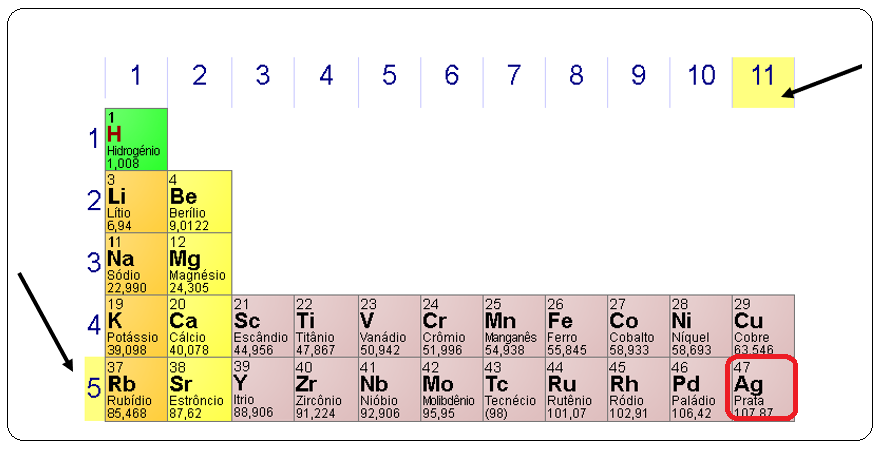 1 2 3 4 5 6 7 8 9 10 11
1
1
H
Hidrogénio
1,008
2
3 4
Li Be
Lítio Berílio
6,94 9,0122
3
11 12
Na Mg
Sódio Magnésio
22,990 24,305
4
19 20 21 22 23 24 25 26 27 28 29
K Ca Sc Ti V Cr Mn Fe Co Ni Cu
Potássio Cálcio Escândio Titânio Vanádio Crômio Manganês Ferro Cobalto Níquel Cobre
39,098 40,078 44,956 47,867 50,942 51,996 54,938 55,845 58,933 58,693 63,546
5
37 38 39 40 41 42 43 44 45 46 47
Rb Sr Y Zr Nb Mo Tc Ru Rh Pd Ag
Rubídio Estrôncio Itrio Zircônio Nióbio Molibdênio Tecnécio Rutênio Ródio Paládio Prata
85,468 87,62 88,906 91,224 92,906 95,95 (98) 101,07 102,91 106,42 107,87